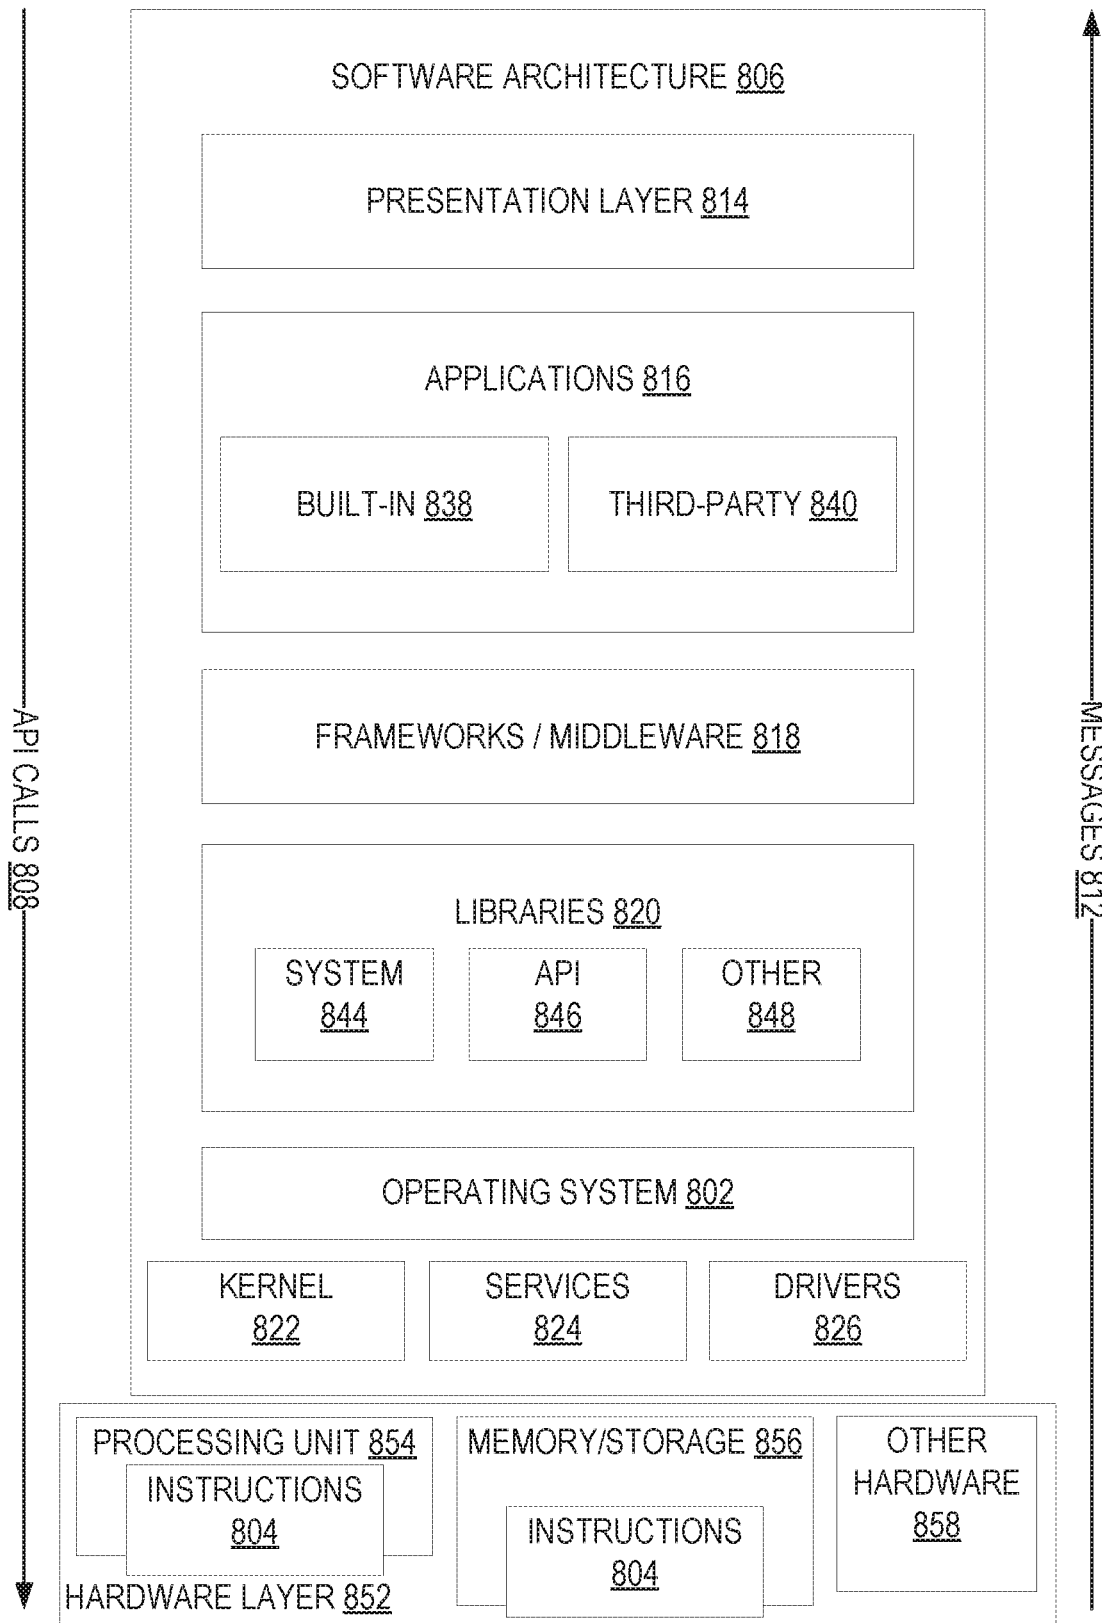 SOFTWARE ARCHITECTURE 806
PRESENTATION LAYER 814
APPLICATIONS 816
BUILT-IN 838
THIRD-PARTY 840
FRAMEWORKS / MIDDLEWARE 818
LIBRARIES 820
SYSTEM
844
API
846
OTHER
848
OPERATING SYSTEM 802
KERNEL
822
SERVICES
824
DRIVERS
826
PROCESSING UNIT 854
INSTRUCTIONS
804
MEMORY/STORAGE 856
INSTRUCTIONS
804
OTHER
HARDWARE
858
HARDWARE LAYER 852
API CALLS 808
MESSAGES 812